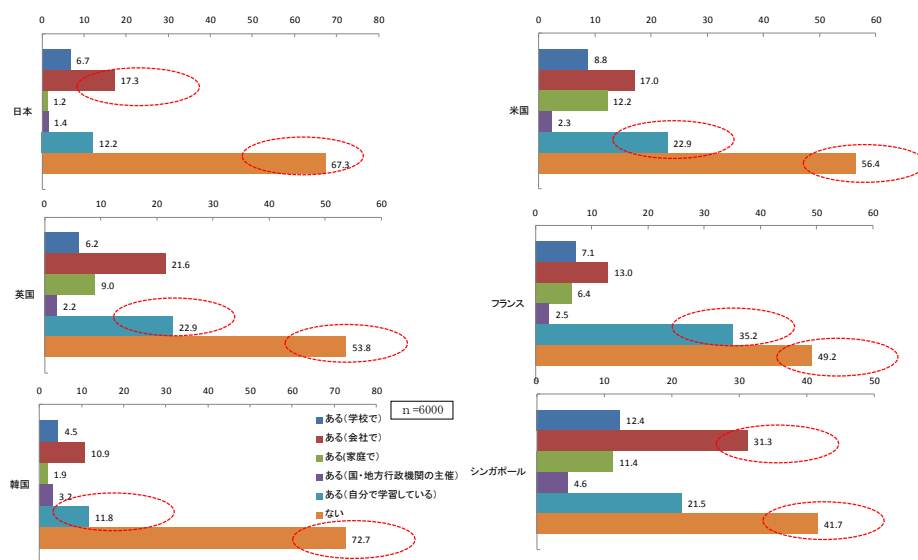 0 10 20 30 40 50 60 70 80
日本
6.7
17.3
1.2
1.4
12.2
67.3
0 10 20 30 40 50 60
米国
8.8
17.0
12.2
2.3
22.9
56.4
0 10 20 30 40 50 60
英国
6.2
21.6
9.0
2.2
22.9
53.8
0 10 20 30 40 50 60
フランス
7.1
13.0
6.4
2.5
35.2
49.2
0 10 20 30 40 50 60 70 80
韓国
4.5
10.9
1.9
3.2
11.8
72.7
n=6000
ある(学校で)
ある(会社で)
ある(家庭で)
ある(国・地方行政機関の主催)
ある(自分で学習している)
ない
0 10 20 30 40 50
シンガポール
12.4
31.3
11.4
4.6
21.5
41.7